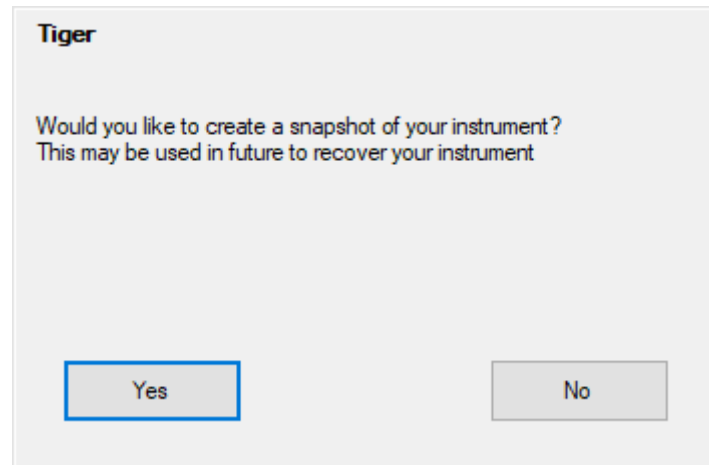 Tiger
Would you like to create a snapshot of your instrument?
This may be used in future to recover your instrument
Yes
No